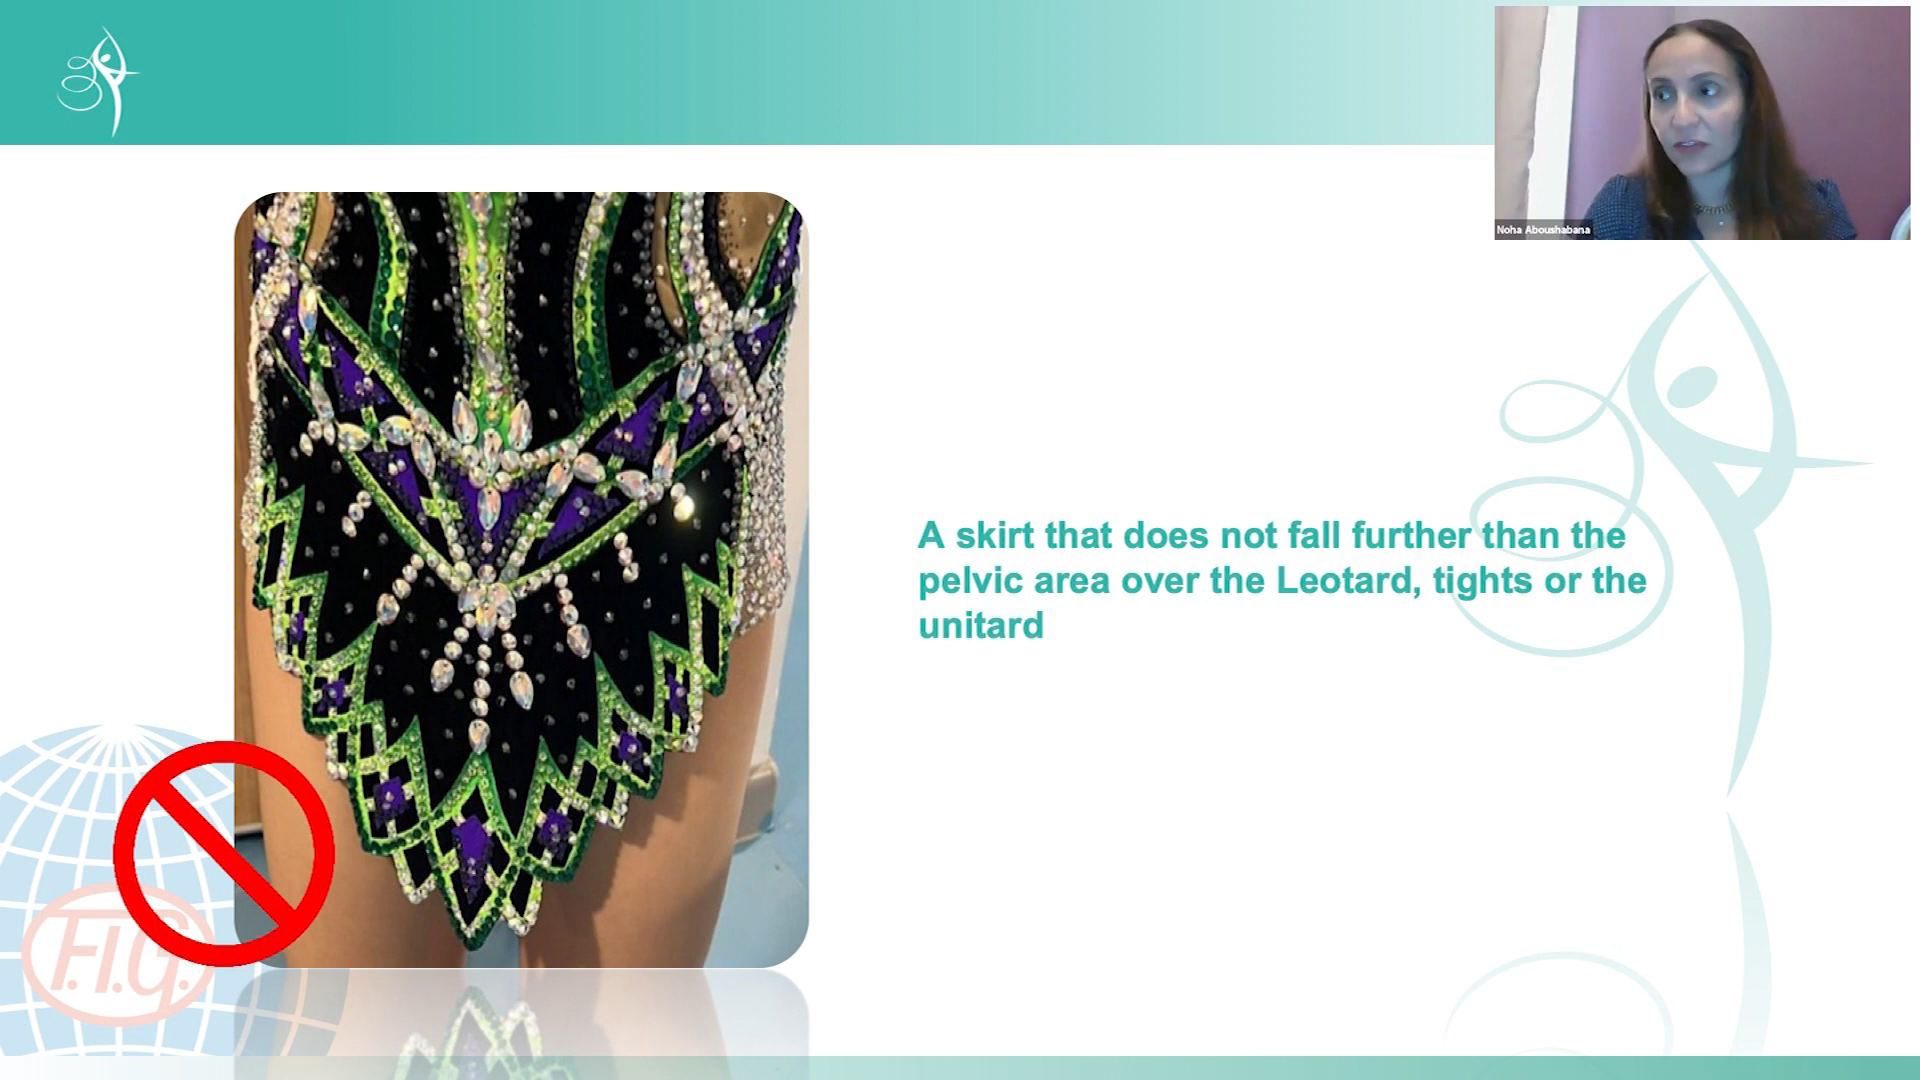 Noha Aboushabana
A skirt that does not fall further than the
pelvic area over the Leotard, tights or the
unitard
F.I.G.